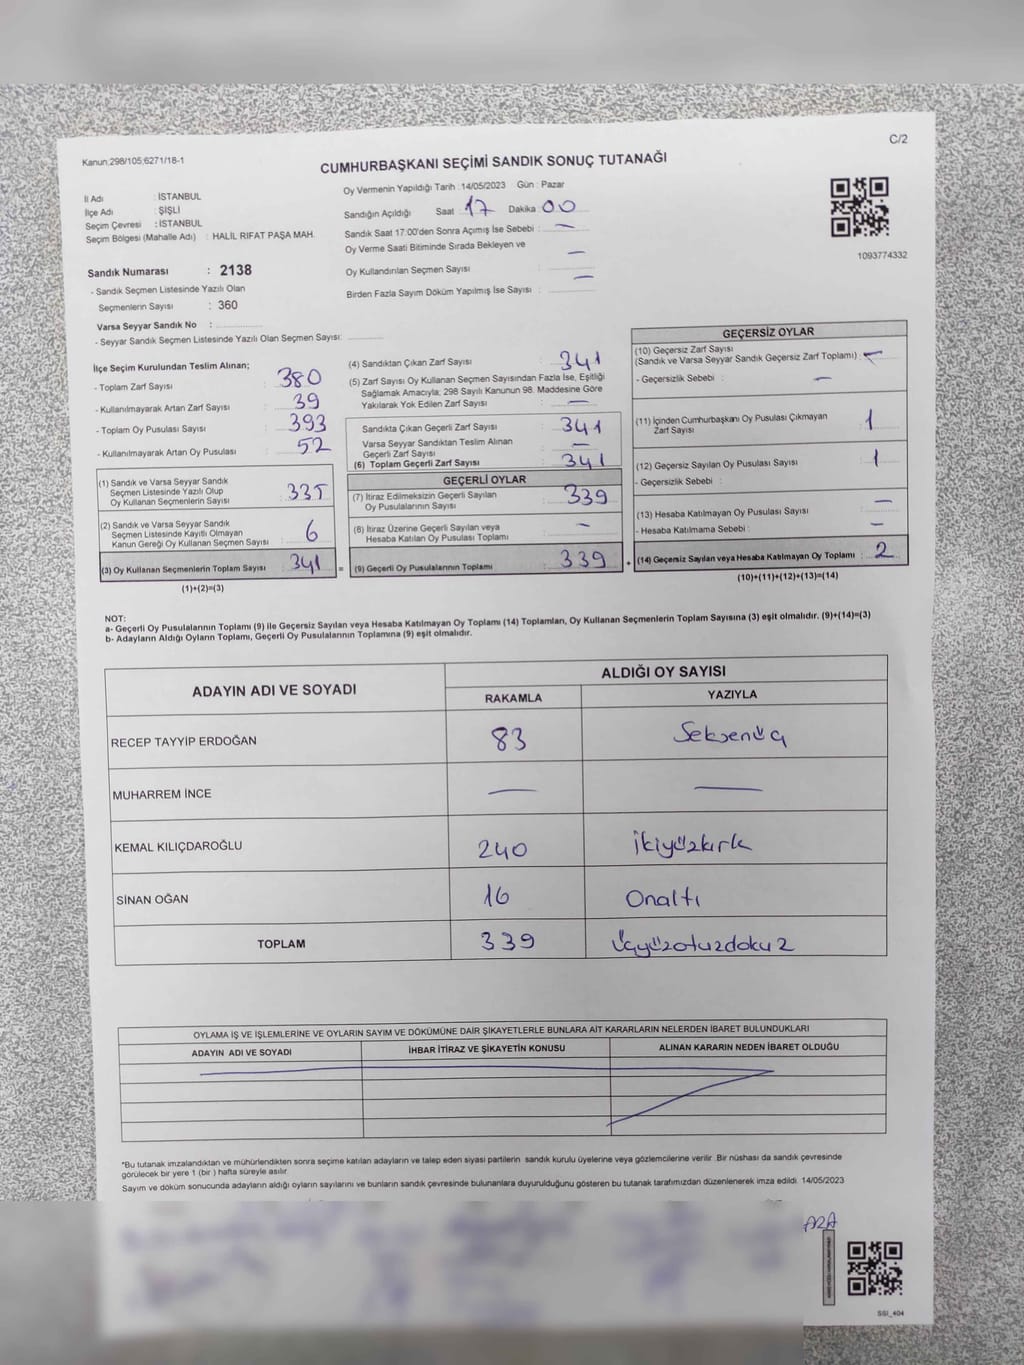 C/2
Kanun.298/105;6271/18-1
CUMHURBAŞKANI SEÇİMİ SANDIK SONUÇ TUTANAĞI
İl Adı : İSTANBUL
İlçe Adı : ŞİŞLİ
Seçim Çevresi : İSTANBUL
Seçim Bölgesi (Mahalle Adı) : HALİL RIFAT PAŞA MAH.
Oy Vermenin Yapıldığı Tarih : 14/05/2023 Gün : Pazar
Sandığın Açıldığı Saat 17 Dakika 00
Sandık Saat 17:00'den Sonra Açımış İse Sebebi : —
Oy Verme Saati Bitiminde Sırada Bekleyen ve
Oy Kullandırılan Seçmen Sayısı : —
Birden Fazla Sayım Döküm Yapılmış İse Sayısı : —
1093774332
Sandık Numarası : 2138
- Sandık Seçmen Listesinde Yazılı Olan
Seçmenlerin Sayısı : 360
Varsa Seyyar Sandık No :
- Seyyar Sandık Seçmen Listesinde Yazılı Olan Seçmen Sayısı:
İlçe Seçim Kurulundan Teslim Alınan;
- Toplam Zarf Sayısı : 380
- Kullanılmayarak Artan Zarf Sayısı : 39
- Toplam Oy Pusulası Sayısı : 393
- Kullanılmayarak Artan Oy Pusulası : 52
(1) Sandık ve Varsa Seyyar Sandık
Seçmen Listesinde Yazılı Olup
Oy Kullanan Seçmenlerin Sayısı : 335
(2) Sandık ve Varsa Seyyar Sandık
Seçmen Listesinde Kayıtlı Olmayan
Kanun Gereği Oy Kullanan Seçmen Sayısı : 6
(3) Oy Kullanan Seçmenlerin Toplam Sayısı : 341
(1)+(2)=(3)
(4) Sandıktan Çıkan Zarf Sayısı : 341
(5) Zarf Sayısı Oy Kullanan Seçmen Sayısından Fazla İse, Eşitliği
Sağlamak Amacıyla; 298 Sayılı Kanunun 98. Maddesine Göre
Yakılarak Yok Edilen Zarf Sayısı : —
Sandıkta Çıkan Geçerli Zarf Sayısı : 341
Varsa Seyyar Sandıktan Teslim Alınan
Geçerli Zarf Sayısı : —
(6) Toplam Geçerli Zarf Sayısı : 341
GEÇERLİ OYLAR
(7) İtiraz Edilmeksizin Geçerli Sayılan
Oy Pusulalarının Sayısı : 339
(8) İtiraz Üzerine Geçerli Sayılan veya
Hesaba Katılan Oy Pusulası Toplamı : —
= (9) Geçerli Oy Pusulalarının Toplamı : 339 +
GEÇERSİZ OYLAR
(10) Geçersiz Zarf Sayısı
(Sandık ve Varsa Seyyar Sandık Geçersiz Zarf Toplamı) : —
- Geçersizlik Sebebi : —
(11) İçinden Cumhurbaşkanı Oy Pusulası Çıkmayan
Zarf Sayısı : 1
(12) Geçersiz Sayılan Oy Pusulası Sayısı : 1
- Geçersizlik Sebebi :
(13) Hesaba Katılmayan Oy Pusulası Sayısı : —
- Hesaba Katılmama Sebebi : —
(14) Geçersiz Sayılan veya Hesaba Katılmayan Oy Toplamı : 2
(10)+(11)+(12)+(13)=(14)
NOT:
a- Geçerli Oy Pusulalarının Toplamı (9) ile Geçersiz Sayılan veya Hesaba Katılmayan Oy Toplamı (14) Toplamları, Oy Kullanan Seçmenlerin Toplam Sayısına (3) eşit olmalıdır. (9)+(14)=(3)
b- Adayların Aldığı Oyların Toplamı, Geçerli Oy Pusulalarının Toplamına (9) eşit olmalıdır.
ADAYIN ADI VE SOYADI
ALDIĞI OY SAYISI
RAKAMLA YAZIYLA
RECEP TAYYİP ERDOĞAN 83 Seksenüç
MUHARREM İNCE — —
KEMAL KILIÇDAROĞLU 240 İkiyüzkırk
SİNAN OĞAN 16 Onaltı
TOPLAM 339 Üçyüzotuzdokuz
OYLAMA İŞ VE İŞLEMLERİNE VE OYLARIN SAYIM VE DÖKÜMÜNE DAİR ŞİKAYETLERLE BUNLARA AİT KARARLARIN NELERDEN İBARET BULUNDUKLARI
ADAYIN ADI VE SOYADI İHBAR İTİRAZ VE ŞİKAYETİN KONUSU ALINAN KARARIN NEDEN İBARET OLDUĞU
*Bu tutanak imzalandıktan ve mühürlendikten sonra seçime katılan adayların ve talep eden siyasi partilerin sandık kurulu üyelerine veya gözlemcilerine verilir. Bir nüshası da sandık çevresinde
görülecek bir yere 1 (bir ) hafta süreyle asılır.
Sayım ve döküm sonucunda adayların aldığı oyların sayılarını ve bunların sandık çevresinde bulunanlara duyurulduğunu gösteren bu tutanak tarafımızdan düzenlenerek imza edildi. 14/05/2023
SSI_404